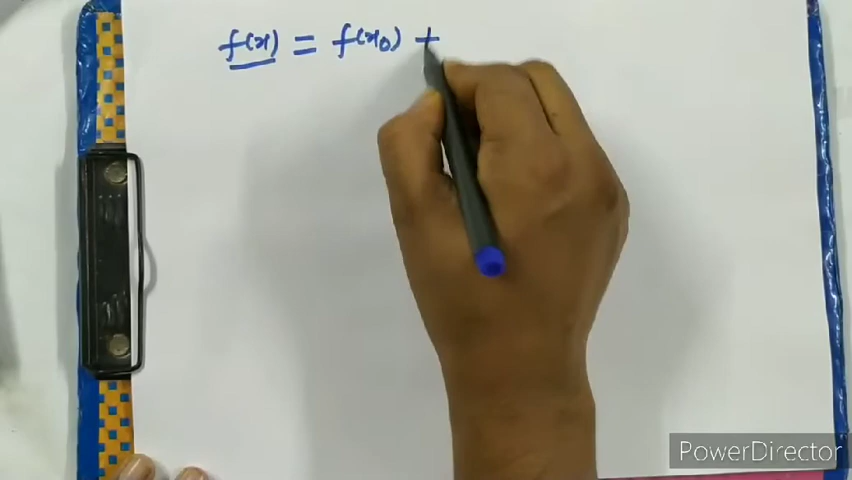 f(x) = f(x₀) +
PowerDirector